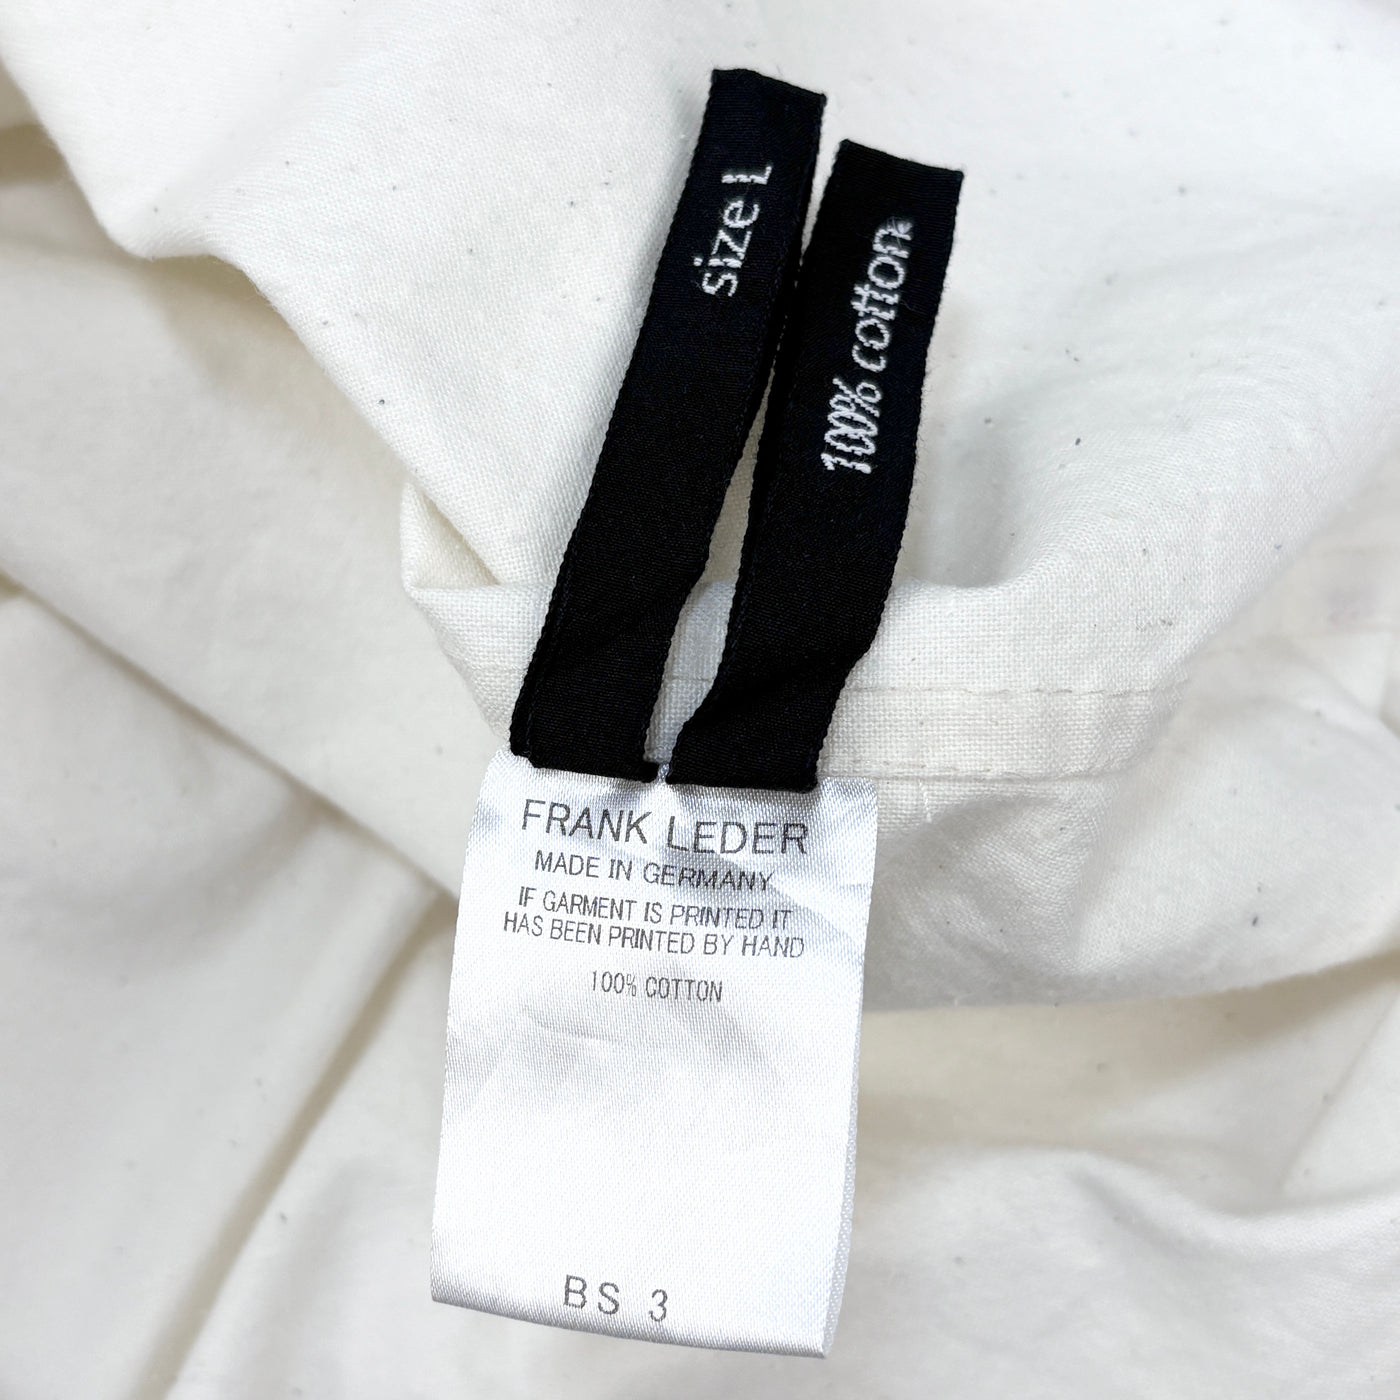 size L
100% cotton
FRANK LEDER
MADE IN GERMANY
IF GARMENT IS PRINTED IT
HAS BEEN PRINTED BY HAND
100% COTTON
BS 3